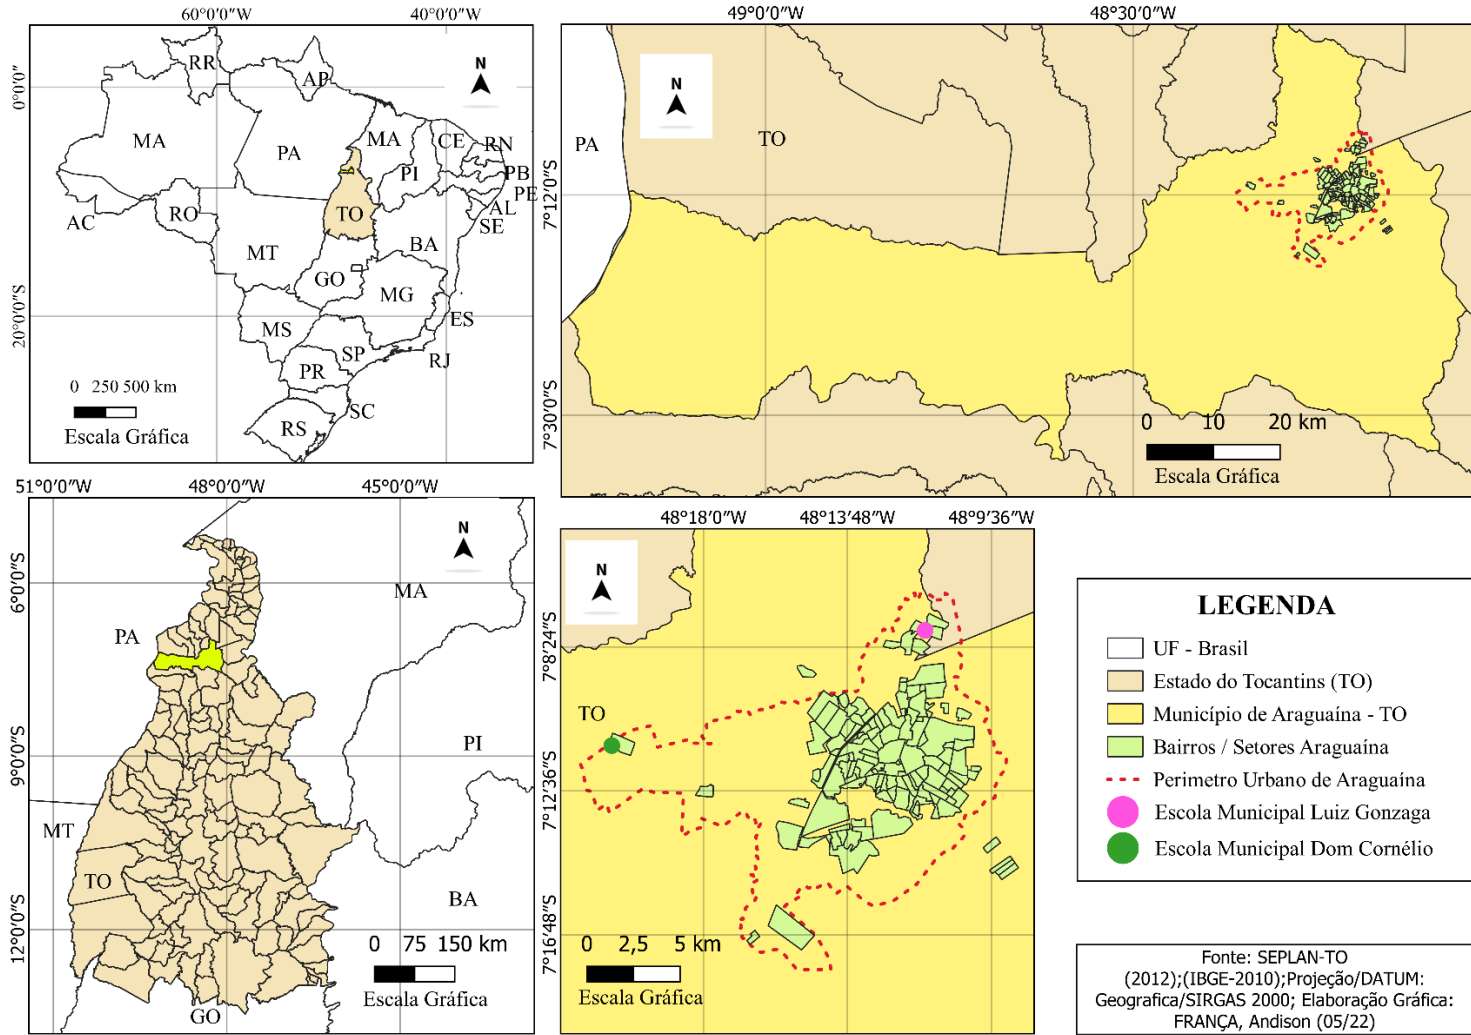 60°0'0"W
40°0'0"W
0°0'0"
20°0'0"S
N
RR
AP
MA
PA
MA
CE
RN
PI
PB
PE
AL
SE
TO
AC
RO
MT
BA
GO
MG
MS
ES
SP
RJ
PR
SC
RS
0 250 500 km
Escala Gráfica
49°0'0"W
48°30'0"W
7°12'0"S
7°30'0"S
N
PA
TO
0 10 20 km
Escala Gráfica
51°0'0"W
48°0'0"W
45°0'0"W
6°0'0"S
9°0'0"S
12°0'0"S
N
MA
PA
PI
MT
TO
BA
GO
0 75 150 km
Escala Gráfica
48°18'0"W
48°13'48"W
48°9'36"W
7°8'24"S
7°12'36"S
7°16'48"S
N
TO
0 2,5 5 km
Escala Gráfica
LEGENDA
UF - Brasil
Estado do Tocantins (TO)
Município de Araguaína - TO
Bairros / Setores Araguaína
Perimetro Urbano de Araguaína
Escola Municipal Luiz Gonzaga
Escola Municipal Dom Cornélio
Fonte: SEPLAN-TO
(2012);(IBGE-2010);Projeção/DATUM:
Geografica/SIRGAS 2000; Elaboração Gráfica:
FRANÇA, Andison (05/22)